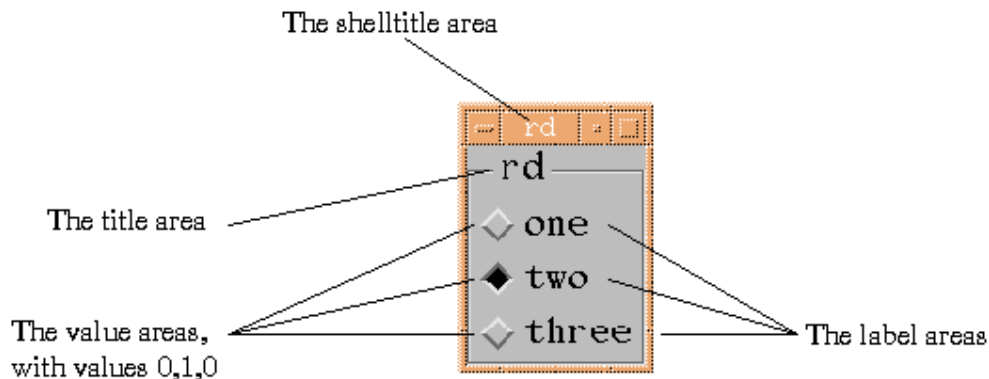 The shelltitle area
rd
rd
The title area
one
two
three
The value areas,
with values 0,1,0
The label areas